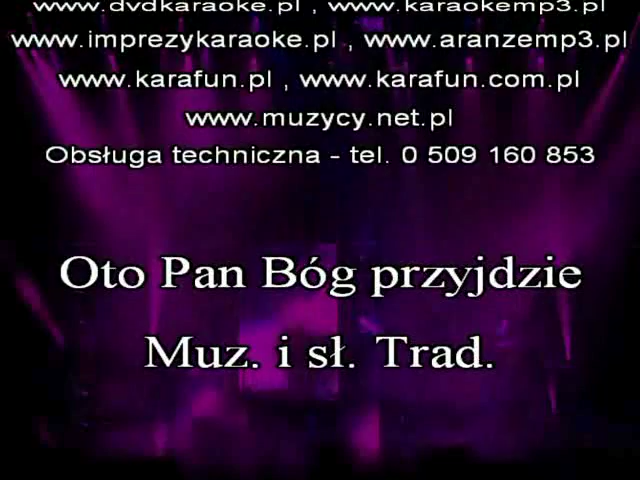 www.dvdkaraoke.pl , www.karaokemp3.pl
www.imprezykaraoke.pl , www.aranzemp3.pl
www.karafun.pl , www.karafun.com.pl
www.muzycy.net.pl
Obsługa techniczna - tel. 0 509 160 853
Oto Pan Bóg przyjdzie
Muz. i sł. Trad.